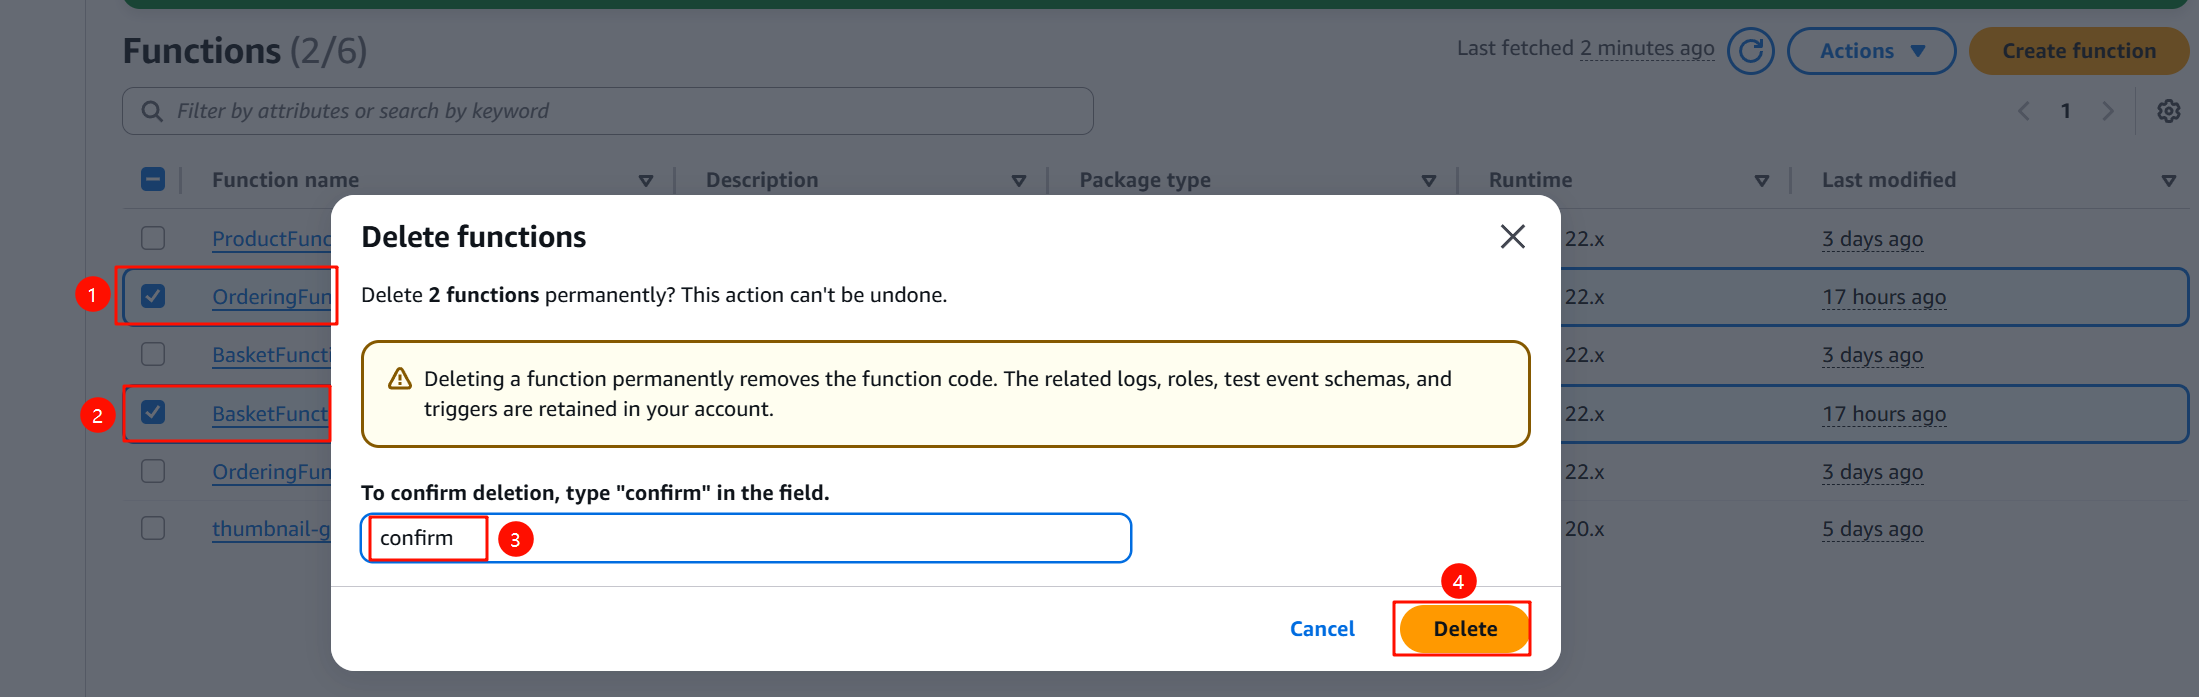 Functions (2/6)
Last fetched 2 minutes ago
Actions
Create function
Filter by attributes or search by keyword
1
Function name
Description
Package type
Runtime
Last modified
ProductFunc
22.x
3 days ago
1
OrderingFun
22.x
17 hours ago
BasketFuncti
22.x
3 days ago
2
BasketFunct
22.x
17 hours ago
OrderingFun
22.x
3 days ago
thumbnail-g
20.x
5 days ago
Delete functions
Delete 2 functions permanently? This action can't be undone.
Deleting a function permanently removes the function code. The related logs, roles, test event schemas, and
triggers are retained in your account.
To confirm deletion, type "confirm" in the field.
confirm
3
4
Cancel
Delete